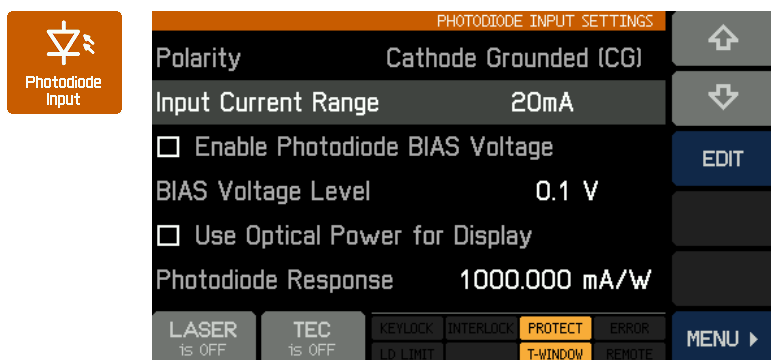 Photodiode
Input
PHOTODIODE INPUT SETTINGS
Polarity Cathode Grounded (CG)
Input Current Range 20mA
Enable Photodiode BIAS Voltage
BIAS Voltage Level 0.1 V
Use Optical Power for Display
Photodiode Response 1000.000 mA/W
EDIT
LASER
is OFF
TEC
is OFF
KEYLOCK INTERLOCK PROTECT ERROR
LD LIMIT T-WINDOW REMOTE
MENU